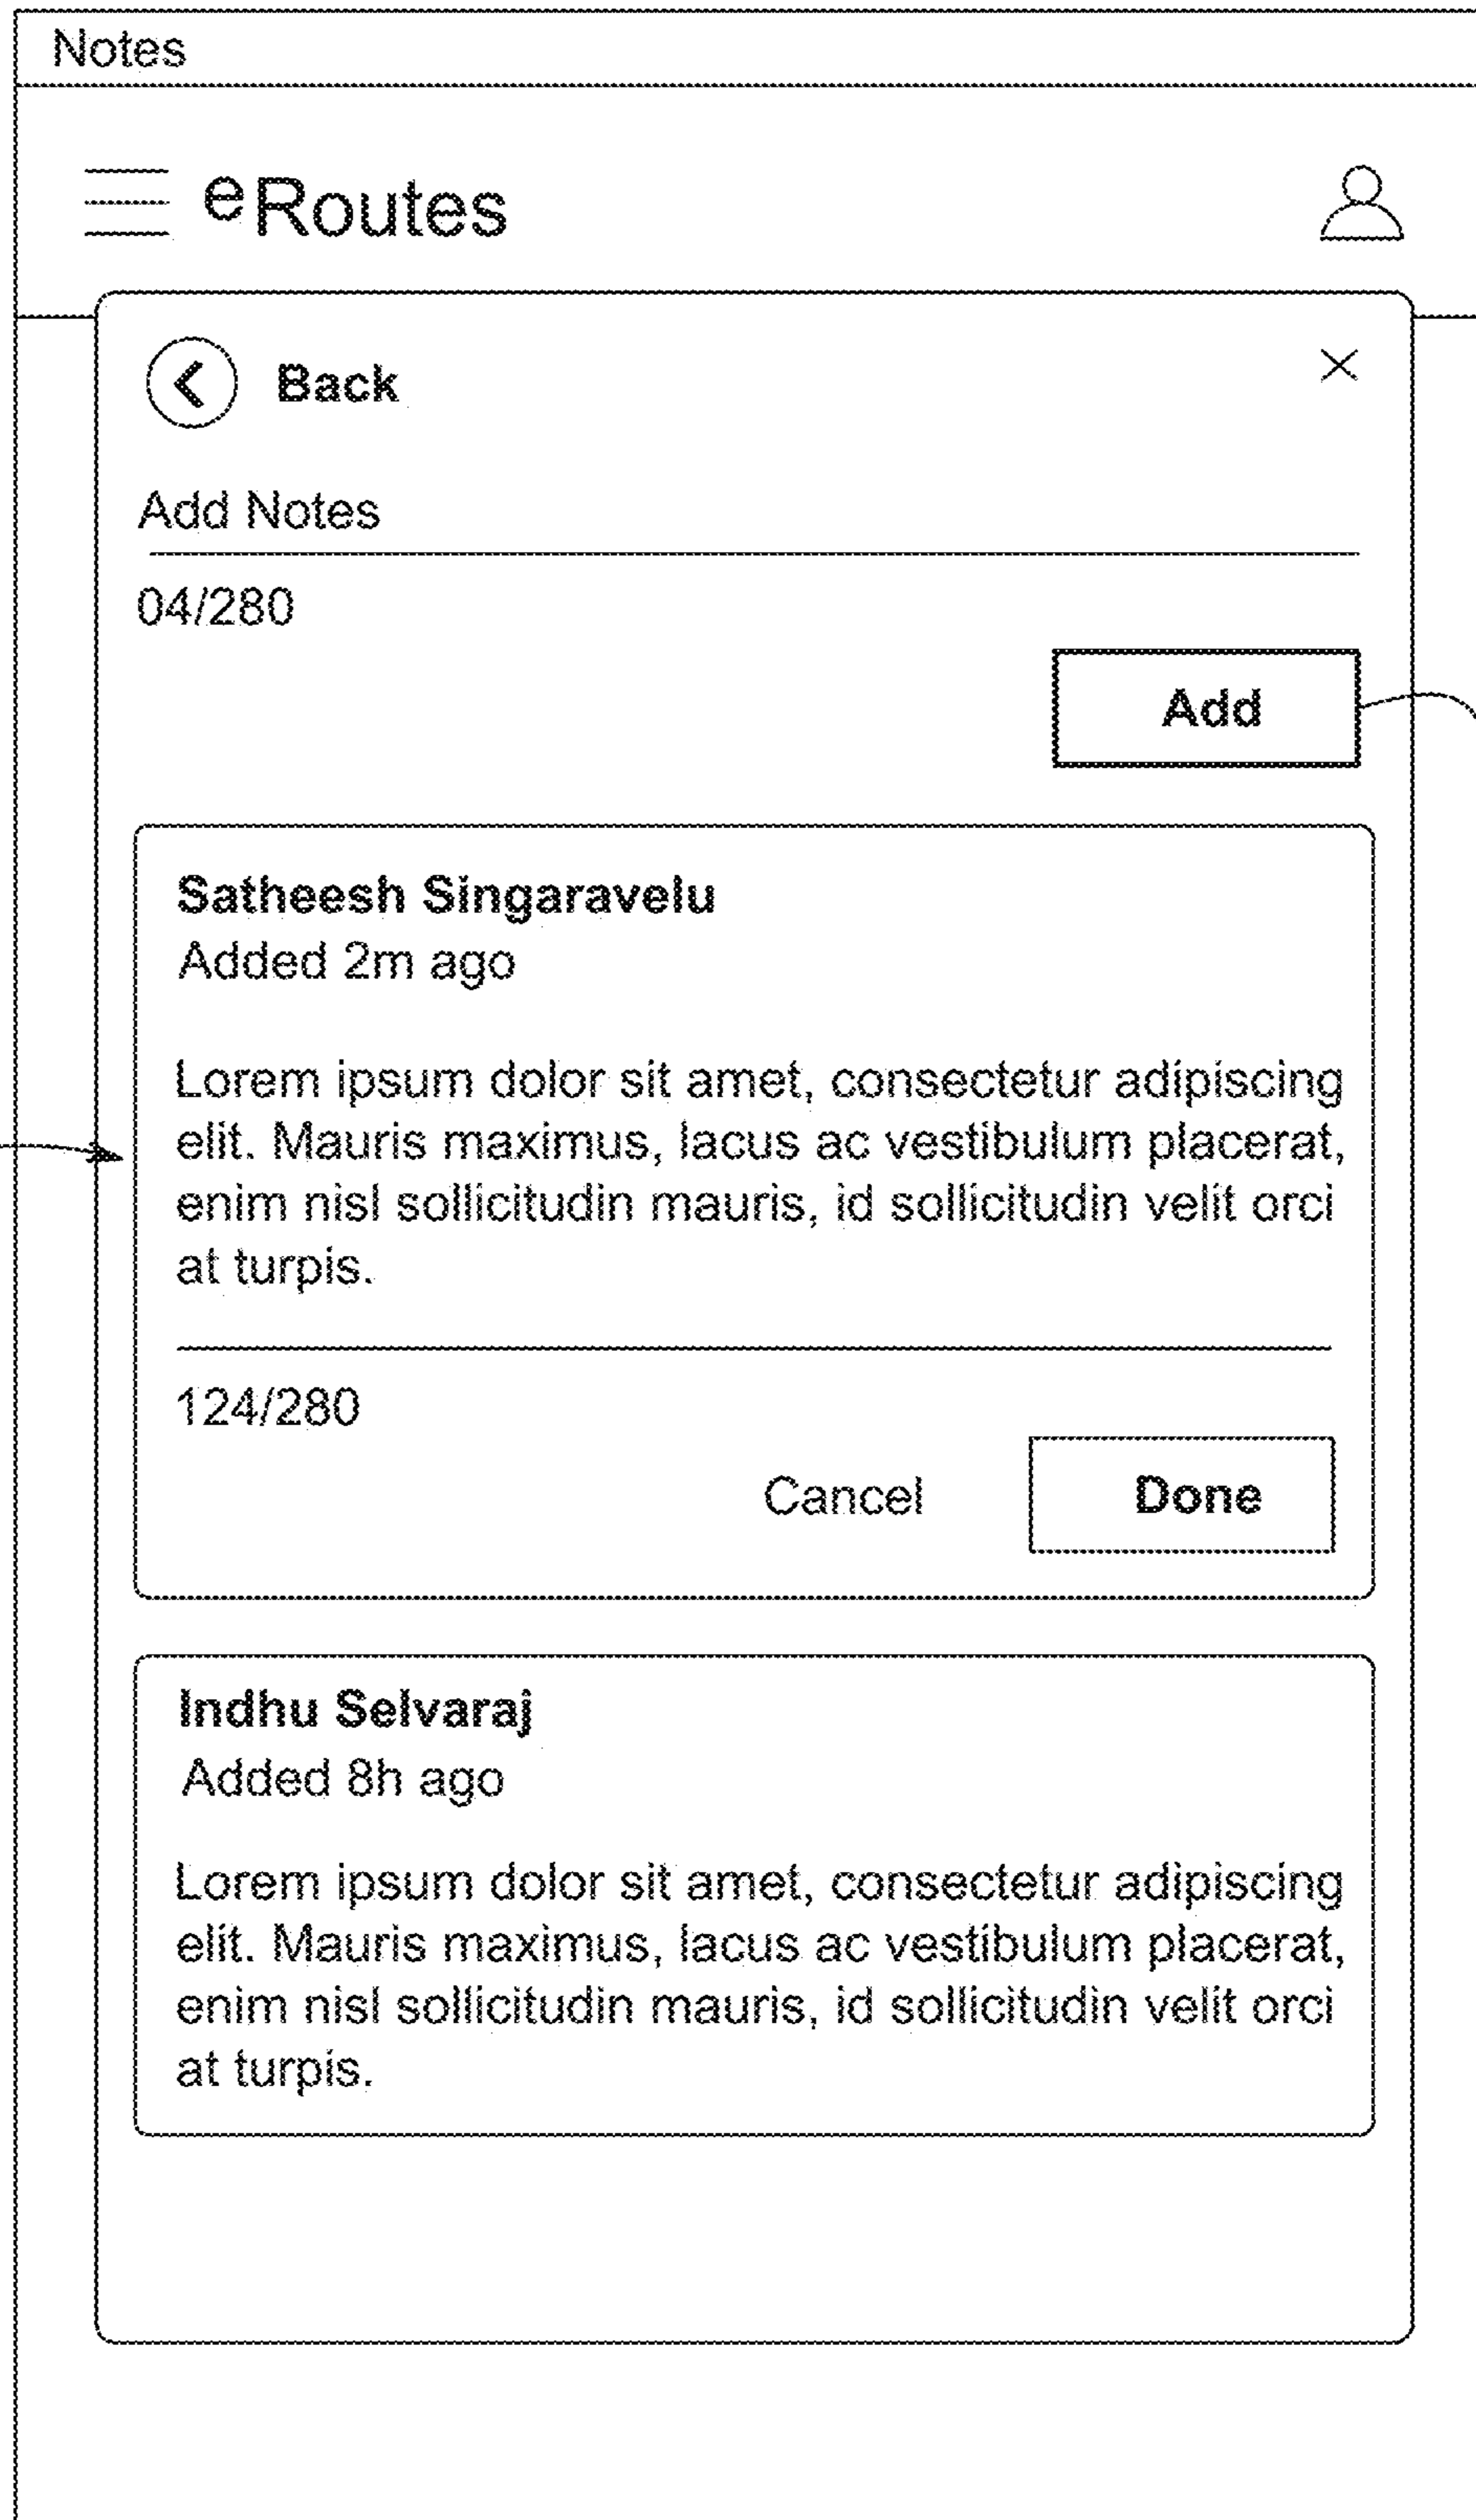 Notes
eRoutes
Back
Add Notes
04/280
Add
Satheesh Singaravelu
Added 2m ago
Lorem ipsum dolor sit amet, consectetur adipiscing
elit. Mauris maximus, lacus ac vestibulum placerat,
enim nisl sollicitudin mauris, id sollicitudin velit orci
at turpis.
124/280
Cancel Done
Indhu Selvaraj
Added 8h ago
Lorem ipsum dolor sit amet, consectetur adipiscing
elit. Mauris maximus, lacus ac vestibulum placerat,
enim nisl sollicitudin mauris, id sollicitudin velit orci
at turpis.